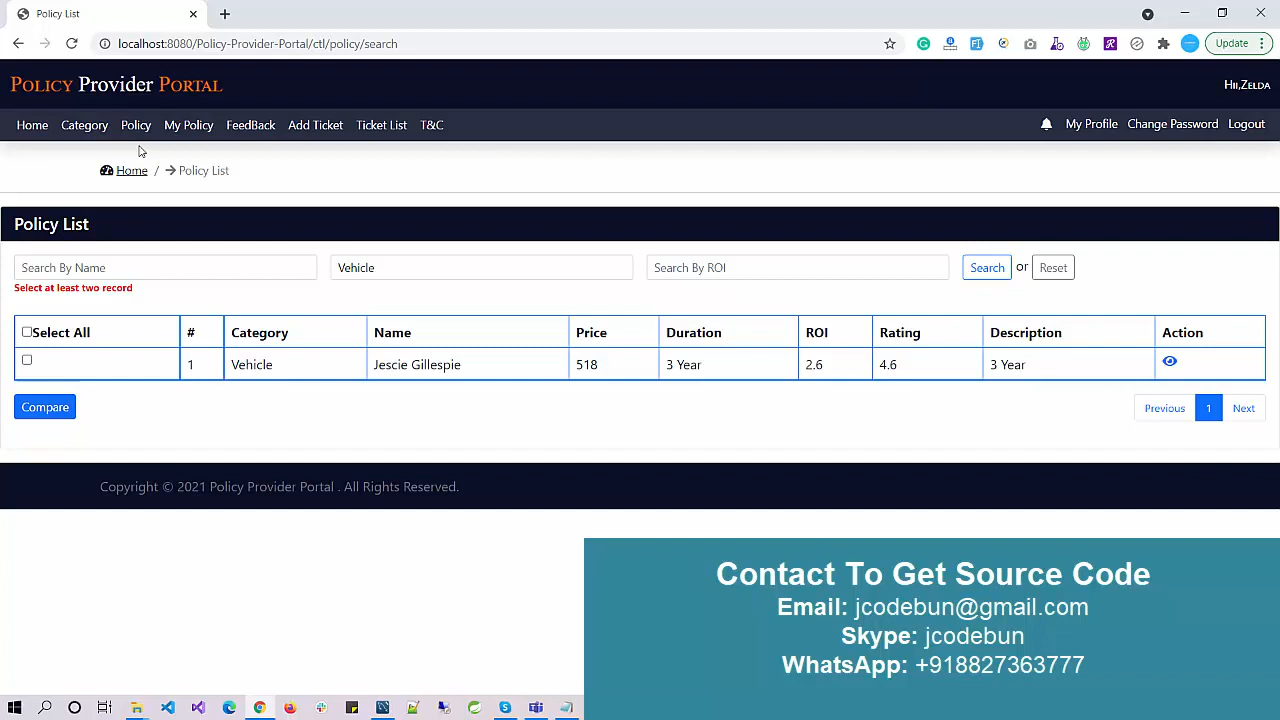 Policy List
localhost:8080/Policy-Provider-Portal/ctl/policy/search
Update
Policy Provider Portal
Hii,Zelda
Home Category Policy My Policy FeedBack Add Ticket Ticket List T&C My Profile Change Password Logout
Home / Policy List
Policy List
Search By Name Vehicle Search By ROI Search or Reset
Select at least two record
Select All # Category Name Price Duration ROI Rating Description Action
1 Vehicle Jescie Gillespie 518 3 Year 2.6 4.6 3 Year
Compare Previous 1 Next
Copyright © 2021 Policy Provider Portal . All Rights Reserved.
Contact To Get Source Code
Email: jcodebun@gmail.com
Skype: jcodebun
WhatsApp: +918827363777